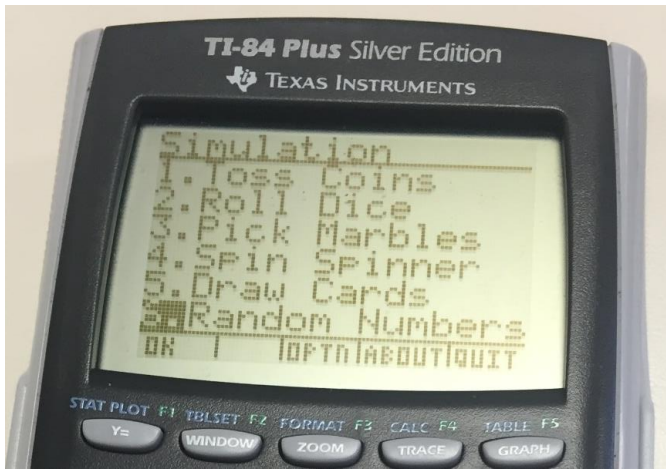 TI-84 Plus Silver Edition
TEXAS INSTRUMENTS
Simulation
1.Toss Coins
2.Roll Dice
3.Pick Marbles
4.Spin Spinner
5.Draw Cards
6.Random Numbers
OK OPTN ABOUT QUIT
STAT PLOT F1 TBLSET F2 FORMAT F3 CALC F4 TABLE F5
Y= WINDOW ZOOM TRACE GRAPH